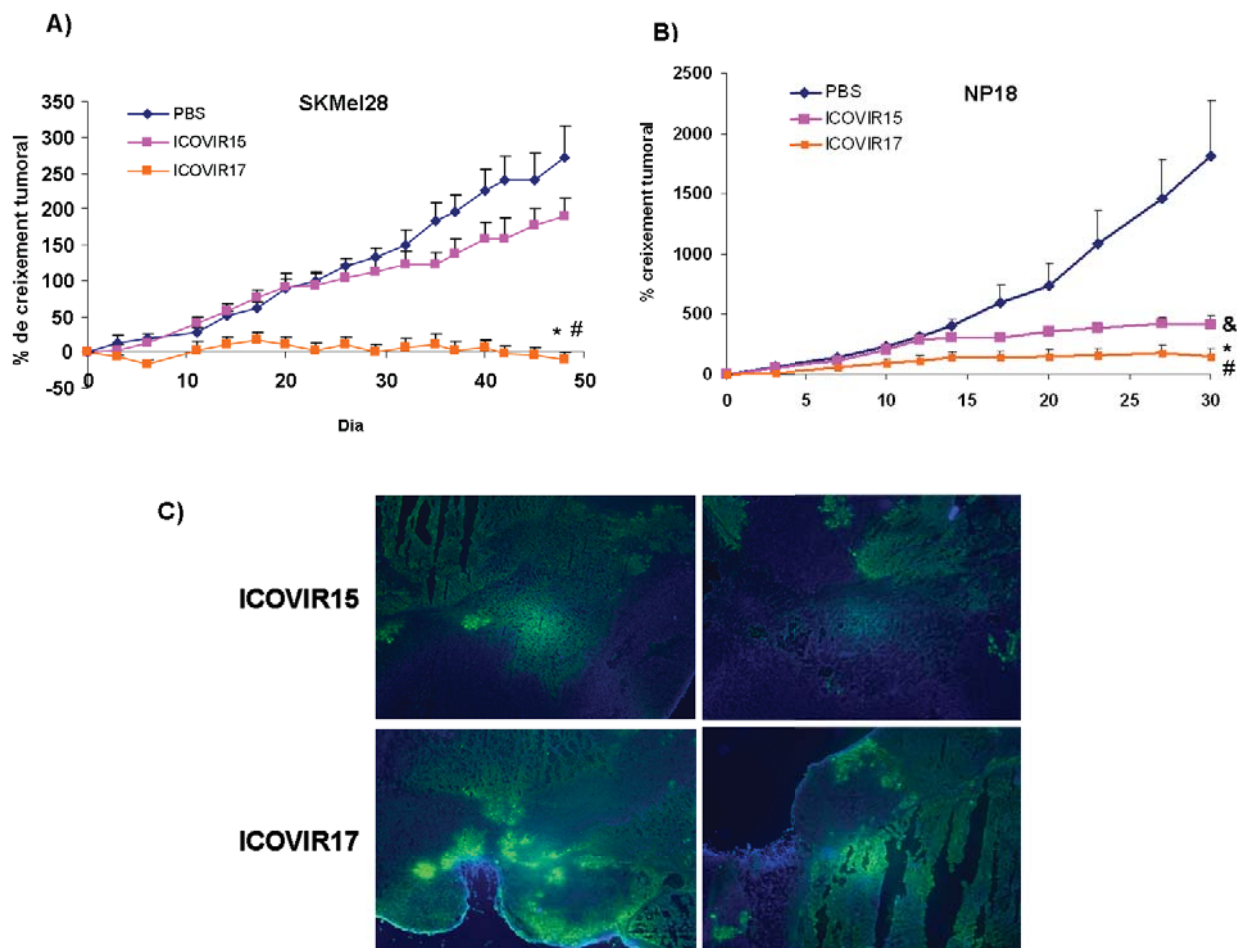 A)
SKMel28
PBS
ICOVIR15
ICOVIR17
% de creixement tumoral
350
300
250
200
150
100
50
0
-50
0 10 20 30 40 50
* #
Dia
B)
NP18
PBS
ICOVIR15
ICOVIR17
% creixement tumoral
2500
2000
1500
1000
500
0
0 5 10 15 20 25 30
&
*
#
C)
ICOVIR15
ICOVIR17